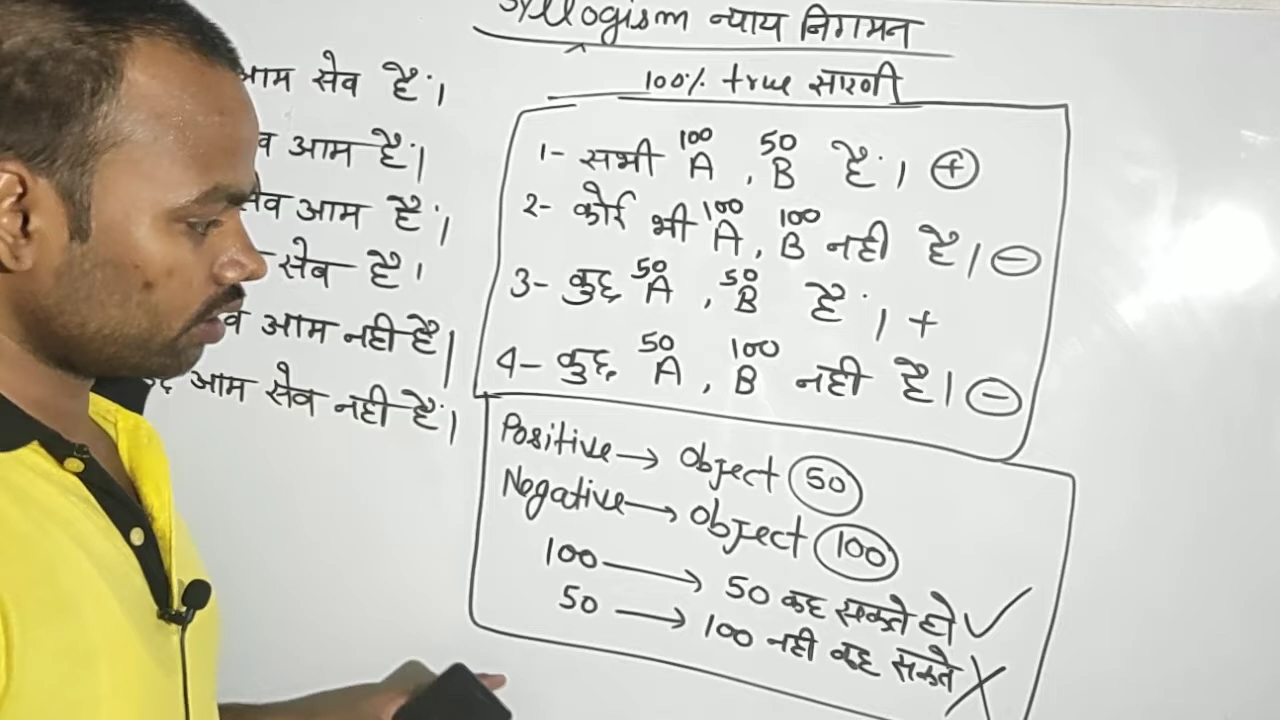 Syllogism न्याय निगमन
100% true सारणी
आम सेव हैं।
आम हैं।
सेव आम हैं।
सेव हैं।
आम नही हैं।
आम सेव नही हैं।
1- सभी A 100 , B 50 हैं। +
2- कोई भी A 100 , B 100 नही हैं। -
3- कुछ A 50 , B 50 हैं। +
4- कुछ A 50 , B 100 नही हैं। -
Positive → Object 50
Negative → Object 100
100 → 50 कह सकते हो ✓
50 → 100 नही कह सकते ✗